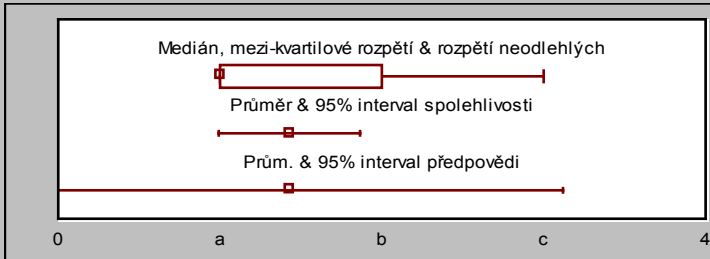 Medián, mezi-kvartilové rozpětí & rozpětí neodlehlých
Průměr & 95% interval spolehlivosti
Prům. & 95% interval předpovědi
0 a b c 4